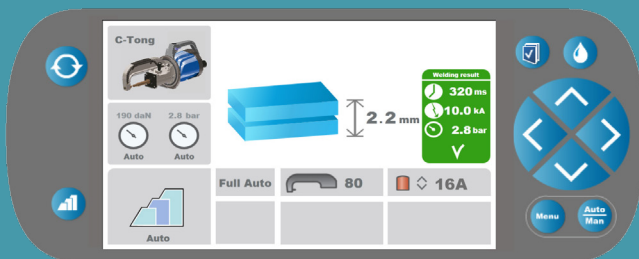 C-Tong
190 daN 2.8 bar
Auto Auto
Auto
2.2 mm
Welding result
320 ms
10.0 kA
2.8 bar
Full Auto 80 16A
Menu
Auto
Man